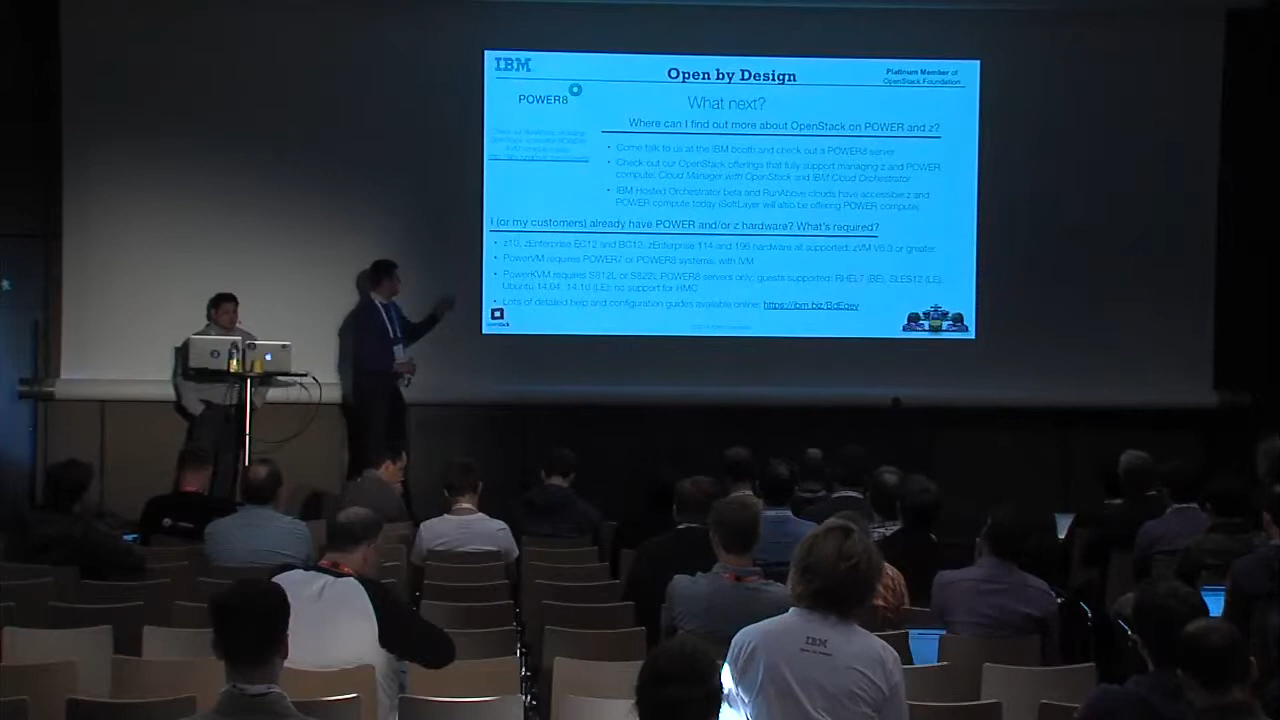 IBM
Open by Design
Platinum Member of
OpenStack Foundation
POWER8
What next?
Where can I find out more about OpenStack on POWER and z?
• Come talk to us at the IBM booth and check out a POWER8 server
• Check out our OpenStack offerings that fully support managing z and POWER
compute: Cloud Manager with OpenStack and IBM Cloud Orchestrator
• IBM Hosted Orchestrator beta and RunAbove clouds have accessible z and
POWER compute today (SoftLayer will also be offering POWER compute)
I (or my customers) already have POWER and/or z hardware? What's required?
• z10, zEnterprise EC12 and BC12, zEnterprise 114 and 196 hardware all supported: zVM V6.3 or greater
• PowerVM requires POWER7 or POWER8 systems, with IVM
• PowerKVM requires S812L or S822L POWER8 servers only; guests supported: RHEL7 (BE), SLES12 (LE),
Ubuntu 14.04, 14.10 (LE); no support for HMC
• Lots of detailed help and configuration guides available online: https://ibm.biz/BdEqey
openstack
IBM